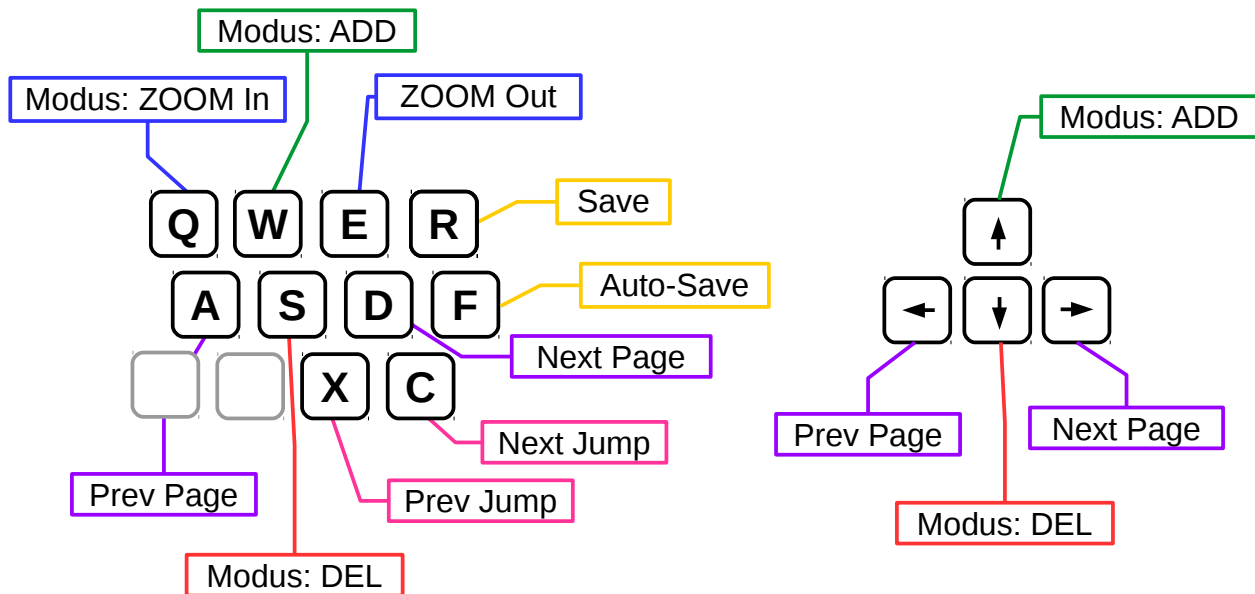 Modus: ADD
Modus: ZOOM In
ZOOM Out
Modus: ADD
Q W E R
Save
A S D F
Auto-Save
Next Page
X C
Next Jump
Prev Page
Prev Jump
Modus: DEL
Prev Page
Next Page
Modus: DEL